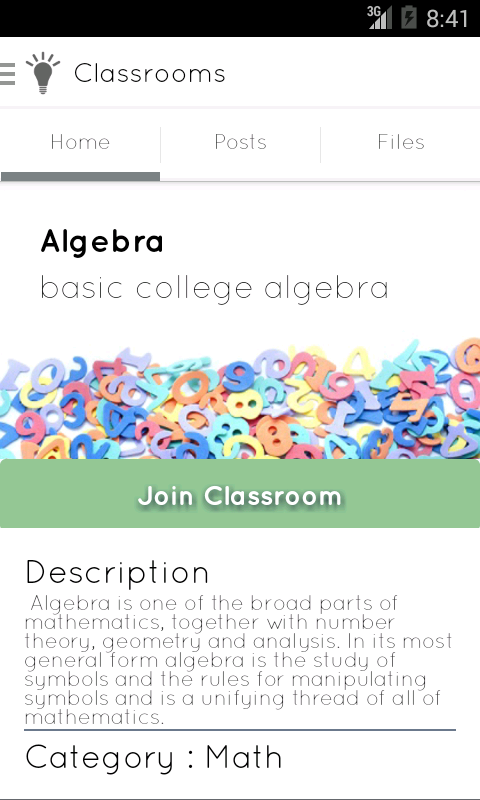 3G 8:41
Classrooms
Home Posts Files
Algebra
basic college algebra
Join Classroom
Description
Algebra is one of the broad parts of
mathematics, together with number
theory, geometry and analysis. In its most
general form algebra is the study of
symbols and the rules for manipulating
symbols and is a unifying thread of all of
mathematics.
Category : Math